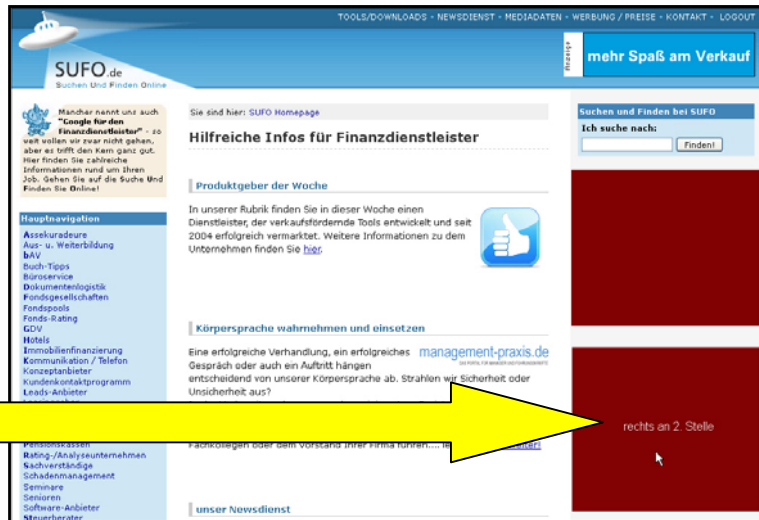 TOOLS/DOWNLOADS - NEWSDIENST - MEDIADATEN - WERBUNG / PREISE - KONTAKT - LOGOUT
SUFO.de
Suchen Und Finden Online
Anzeige
mehr Spaß am Verkauf
Mancher nennt uns auch
"Google für den
Finanzdienstleister" - so
weit wollen wir zwar nicht gehen,
aber es trifft den Kern ganz gut.
Hier finden Sie zahlreiche
Informationen rund um Ihren
Job. Gehen Sie auf die Suche Und
Finden Sie Online!
Hauptnavigation
Assekuradeure
Aus- u. Weiterbildung
bAV
Buch-Tipps
Büroservice
Dokumentenlogistik
Fondsgesellschaften
Fondspools
Fonds-Rating
GDV
Hotels
Immobilienfinanzierung
Kommunikation / Telefon
Konzeptanbieter
Kundenkontaktprogramm
Leads-Anbieter
Pensionskassen
Rating-/Analyseunternehmen
Sachverständige
Schadenmanagement
Seminare
Senioren
Software-Anbieter
Steuerberater
Sie sind hier: SUFO Homepage
Hilfreiche Infos für Finanzdienstleister
Produktgeber der Woche
In unserer Rubrik finden Sie in dieser Woche einen
Dienstleister, der verkaufsfördernde Tools entwickelt und seit
2004 erfolgreich vermarktet. Weitere Informationen zu dem
Unternehmen finden Sie hier.
Körpersprache wahrnehmen und einsetzen
Eine erfolgreiche Verhandlung, ein erfolgreiches
Gespräch oder auch ein Auftritt hängen
entscheidend von unserer Körpersprache ab. Strahlen wir Sicherheit oder
Unsicherheit aus?
management-praxis.de
Fachkollegen oder dem Vorstand Ihrer Firma führen....
unser Newsdienst
Suchen und Finden bei SUFO
Ich suche nach:
Finden!
rechts an 2. Stelle